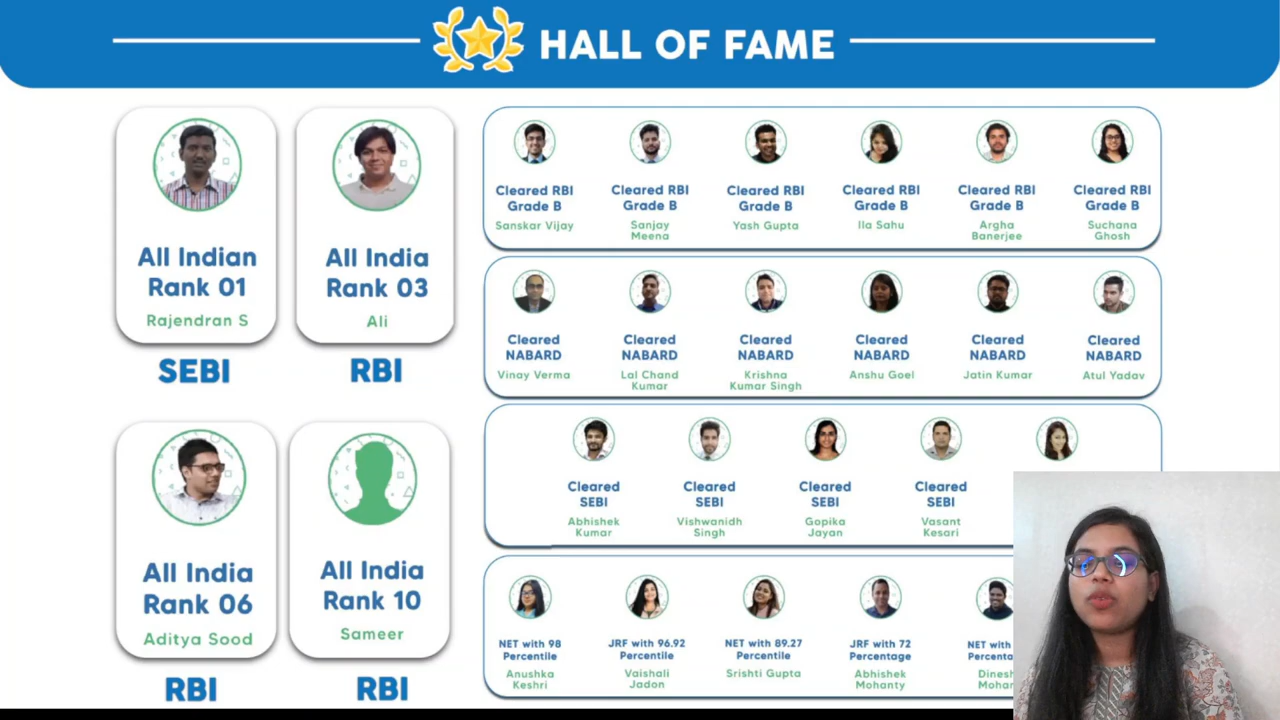 HALL OF FAME
All Indian
Rank 01
Rajendran S
SEBI
All India
Rank 03
Ali
RBI
All India
Rank 06
Aditya Sood
RBI
All India
Rank 10
Sameer
RBI
Cleared RBI
Grade B
Sanskar Vijay
Cleared RBI
Grade B
Sanjay
Meena
Cleared RBI
Grade B
Yash Gupta
Cleared RBI
Grade B
Ila Sahu
Cleared RBI
Grade B
Argha
Banerjee
Cleared RBI
Grade B
Suchana
Ghosh
Cleared
NABARD
Vinay Verma
Cleared
NABARD
Lal Chand
Kumar
Cleared
NABARD
Krishna
Kumar Singh
Cleared
NABARD
Anshu Goel
Cleared
NABARD
Jatin Kumar
Cleared
NABARD
Atul Yadav
Cleared
SEBI
Abhishek
Kumar
Cleared
SEBI
Vishwanidh
Singh
Cleared
SEBI
Gopika
Jayan
Cleared
SEBI
Vasant
Kesari
NET with 98
Percentile
Anushka
Keshri
JRF with 96.92
Percentile
Vaishali
Jadon
NET with 89.27
Percentile
Srishti Gupta
JRF with 72
Percentage
Abhishek
Mohanty
NET with